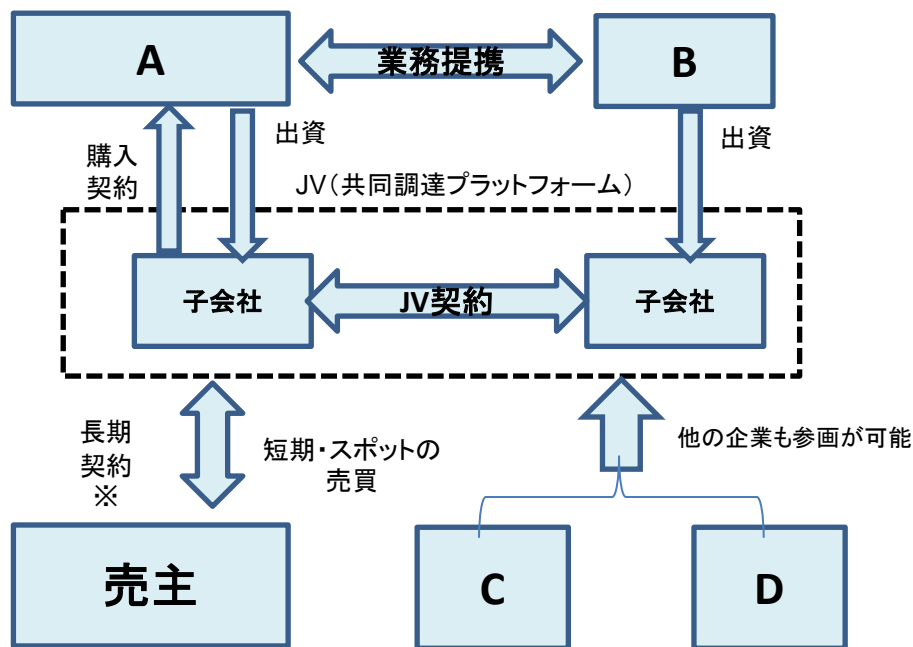 A
業務提携
B
出資
購入
契約
出資
JV(共同調達プラットフォーム)
子会社
JV契約
子会社
長期
契約
※
短期・スポットの
売買
他の企業も参画が可能
売主
C
D